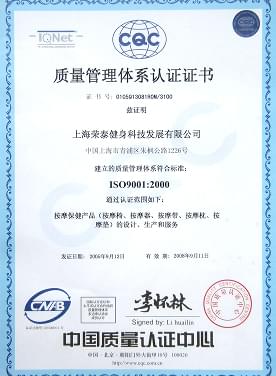 IQNet
CQC
质量管理体系认证证书
证 书 号：0105Q13081R0M/3100
兹证明
上海荣泰健身科技发展有限公司
中国上海市青浦区朱枫公路1226号
建立的质量管理体系符合标准：
ISO9001:2000
通过认证范围如下：
按摩保健产品（按摩椅、按摩器、按摩带、按摩枕、按
摩垫）的设计、生产和服务
发证日期：2005年9月12日 有 效 期：2008年9月11日
CNAB
李怀林
Signed by: Li huailin
中国质量认证中心
http://www.cqc.com.cn